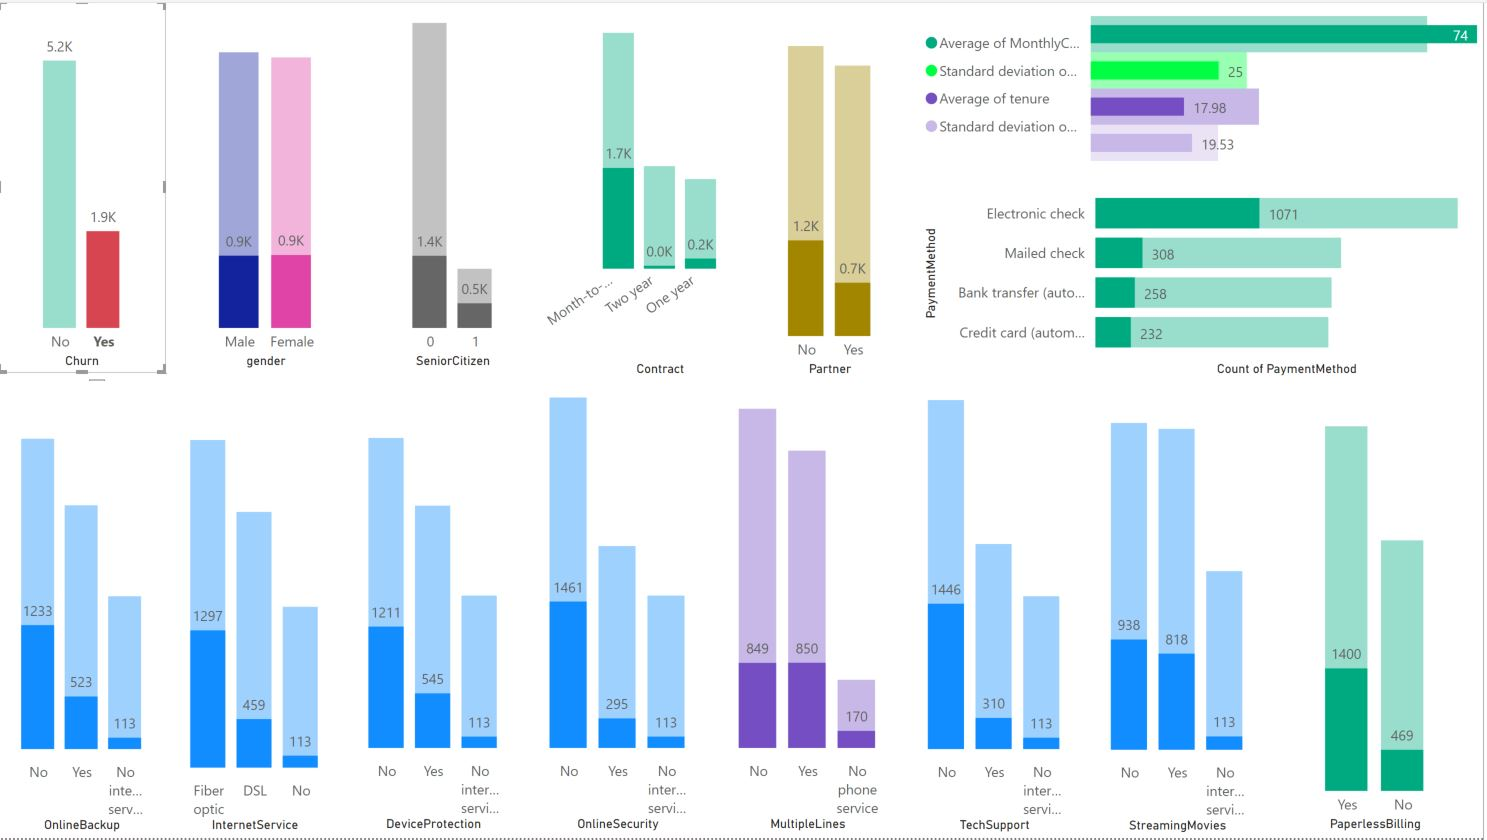 5.2K
1.9K
No Yes
Churn
0.9K 0.9K
Male Female
gender
1.4K
0.5K
0 1
SeniorCitizen
1.7K
0.0K 0.2K
Month-to-... Two year One year
Contract
1.2K
0.7K
No Yes
Partner
Average of MonthlyC... 74
Standard deviation o... 25
Average of tenure 17.98
Standard deviation o... 19.53
PaymentMethod
Electronic check 1071
Mailed check 308
Bank transfer (auto... 258
Credit card (autom... 232
Count of PaymentMethod
1233
523
113
No Yes No
inte...
serv...
OnlineBackup
1297
459
113
Fiber DSL No
optic
InternetService
1211
545
113
No Yes No
inter...
servi...
DeviceProtection
1461
295
113
No Yes No
inter...
servi...
OnlineSecurity
849 850
170
No Yes No
phone
service
MultipleLines
1446
310
113
No Yes No
inter...
servi...
TechSupport
938
818
113
No Yes No
inter...
servi...
StreamingMovies
1400
469
Yes No
PaperlessBilling